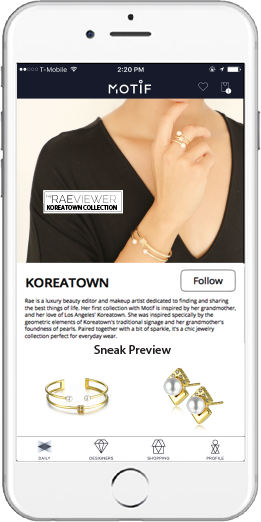 T-Mobile 2:20 PM
MOTIF
1
THE RAEVIEWER
KOREATOWN COLLECTION
KOREATOWN Follow
Rae is a luxury beauty editor and makeup artist dedicated to finding and sharing
the best things of life. Her first collection with Motif is inspired by her grandmother,
and her love of Los Angeles' Koreatown. She was inspired specically by the
geometric elements of Koreatown's traditional signage and her grandmother's
foundness of pearls. Paired together with a bit of sparkle, it's a chic jewelry
collection perfect for everyday wear.
Sneak Preview
DAILY DESIGNERS SHOPPING PROFILE